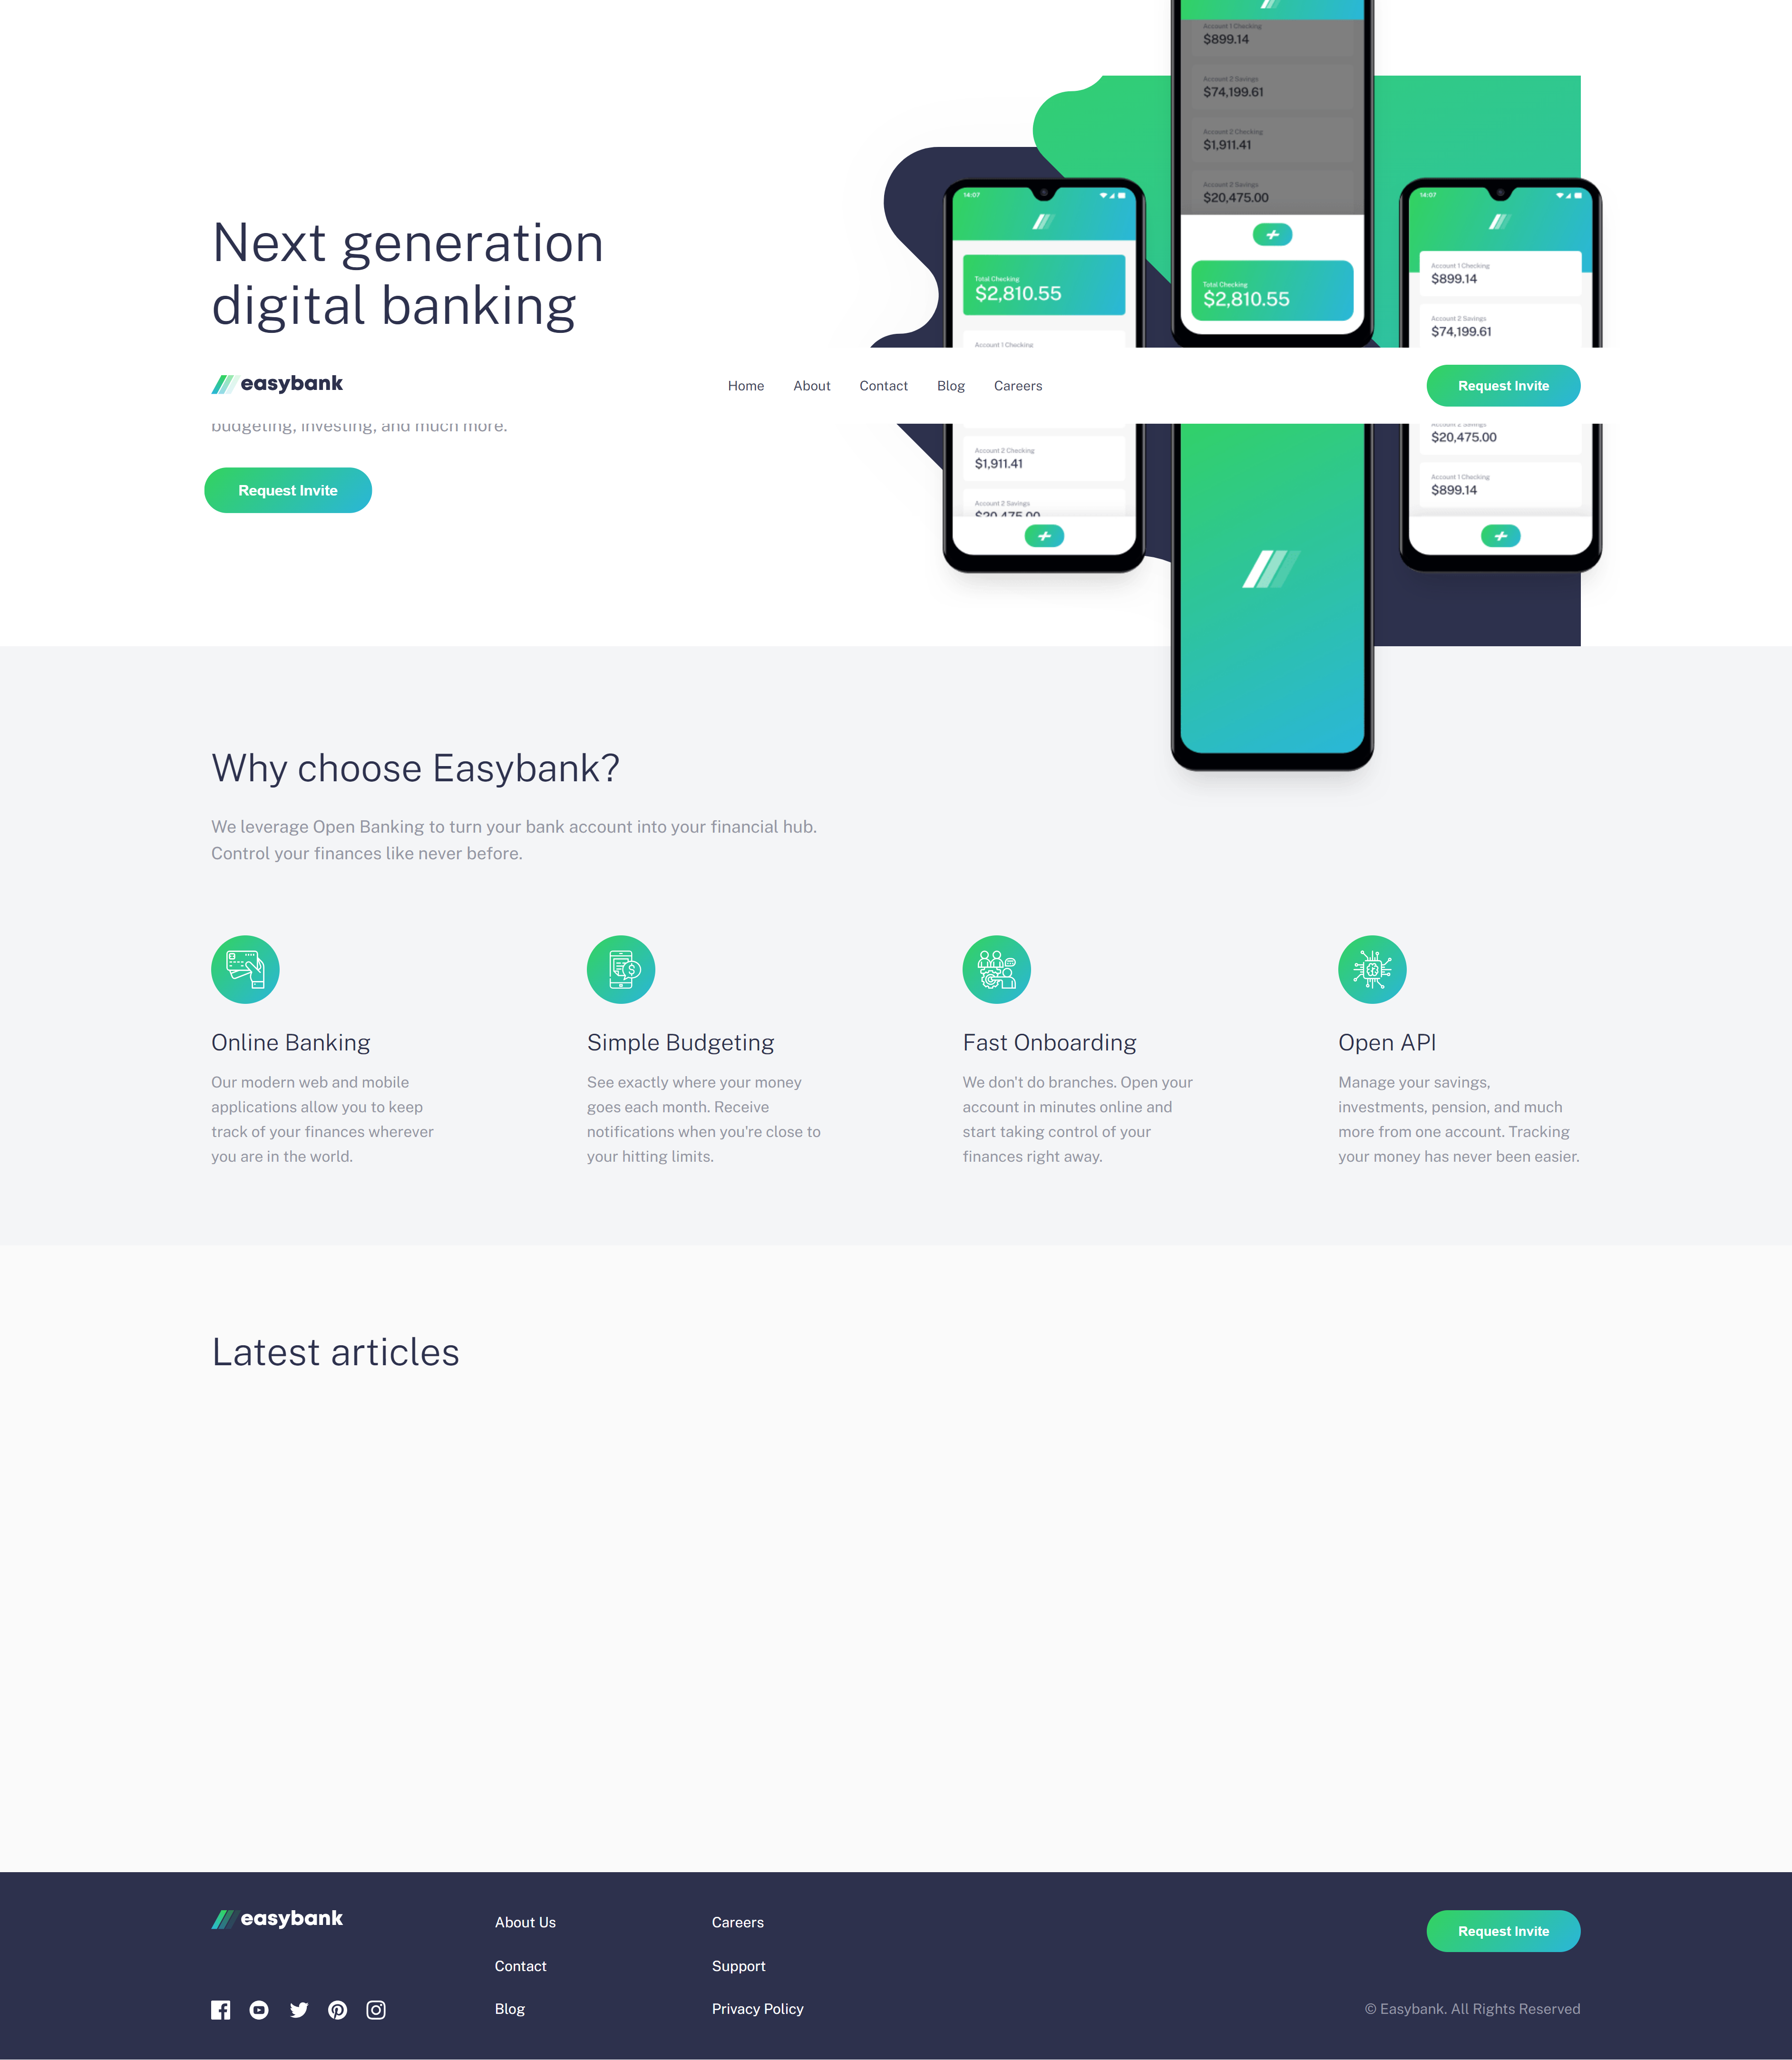 Account 1 Checking
$899.14
Account 2 Savings
$74,199.61
Account 2 Checking
$1,911.41
Account 2 Savings
$20,475.00
Total Checking
$2,810.55
Next generation
digital banking
14:07
Total Checking
$2,810.55
Account 1 Checking
14:07
Account 1 Checking
$899.14
Account 2 Savings
$74,199.61
easybank
Home About Contact Blog Careers
Request Invite
budgeting, investing, and much more.
Request Invite
Account 2 Checking
$1,911.41
Account 2 Savings
$20,475.00
Account 2 Savings
$20,475.00
Account 1 Checking
$899.14
Why choose Easybank?
We leverage Open Banking to turn your bank account into your financial hub.
Control your finances like never before.
Online Banking
Our modern web and mobile
applications allow you to keep
track of your finances wherever
you are in the world.
Simple Budgeting
See exactly where your money
goes each month. Receive
notifications when you're close to
your hitting limits.
Fast Onboarding
We don't do branches. Open your
account in minutes online and
start taking control of your
finances right away.
Open API
Manage your savings,
investments, pension, and much
more from one account. Tracking
your money has never been easier.
Latest articles
easybank
About Us
Contact
Blog
Careers
Support
Privacy Policy
Request Invite
© Easybank. All Rights Reserved